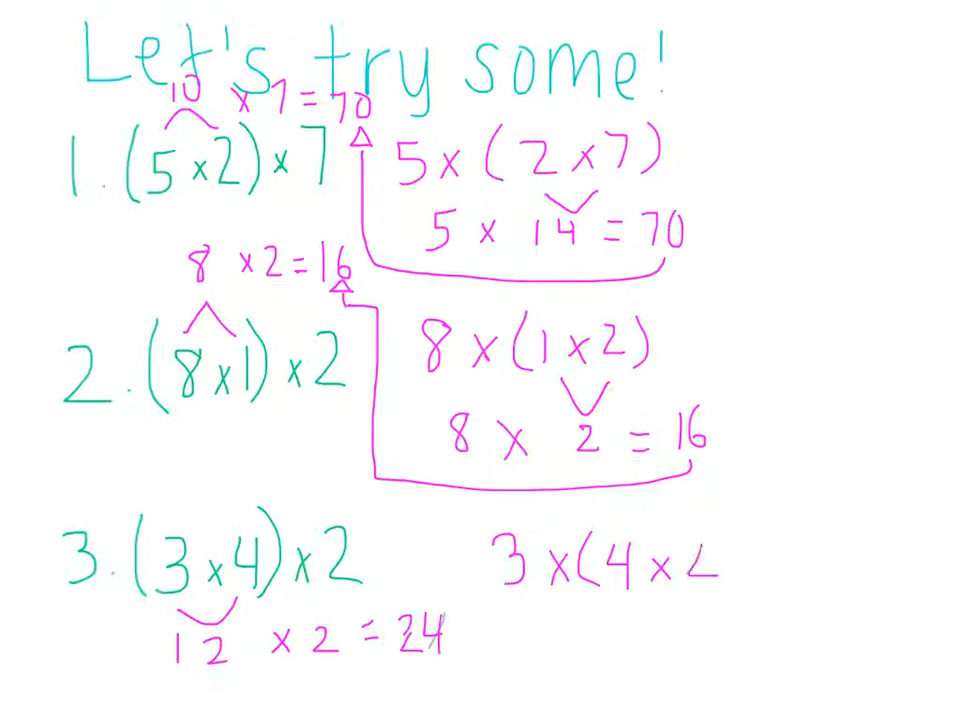 Let's try some!
10 x 7 = 70
1. (5 x 2) x 7
5 x (2 x 7)
5 x 14 = 70
8 x 2 = 16
2. (8 x 1) x 2
8 x (1 x 2)
8 x 2 = 16
3. (3 x 4) x 2
3 x (4 x
12 x 2 = 24